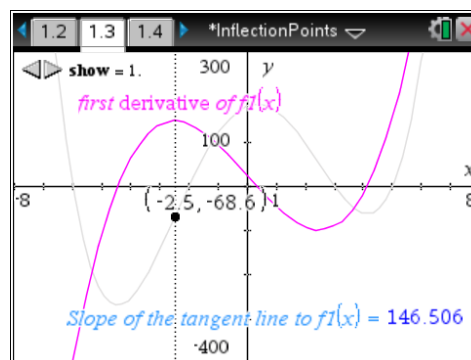 1.2 1.3 1.4 *InflectionPoints
show = 1.
300 y
first derivative of f1(x)
100
x
-8 1 8
(-2.5, -68.6)
Slope of the tangent line to f1(x) = 146.506
-400